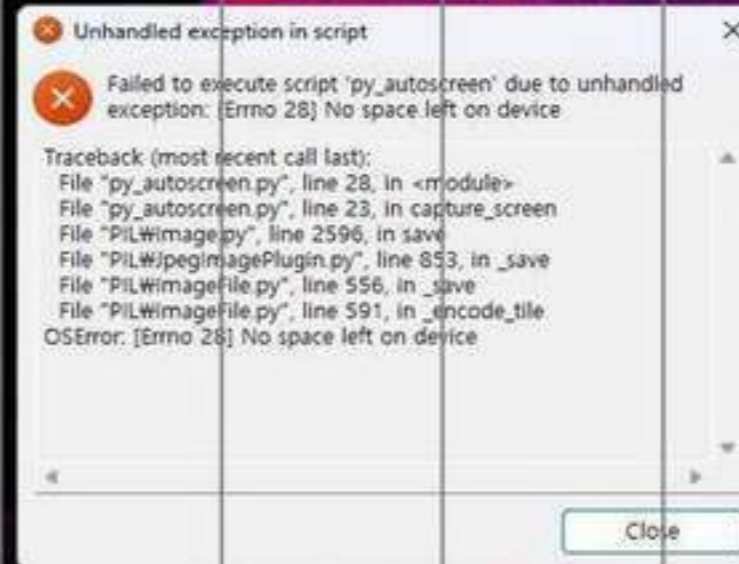 Unhandled exception in script
Failed to execute script 'py_autoscreen' due to unhandled
exception: [Errno 28] No space left on device
Traceback (most recent call last):
File "py_autoscreen.py", line 28, in <module>
File "py_autoscreen.py", line 23, in capture_screen
File "PIL₩Image.py", line 2596, in save
File "PIL₩JpegImagePlugin.py", line 853, in _save
File "PIL₩ImageFile.py", line 556, in _save
File "PIL₩ImageFile.py", line 591, in _encode_tile
OSError: [Errno 28] No space left on device
Close